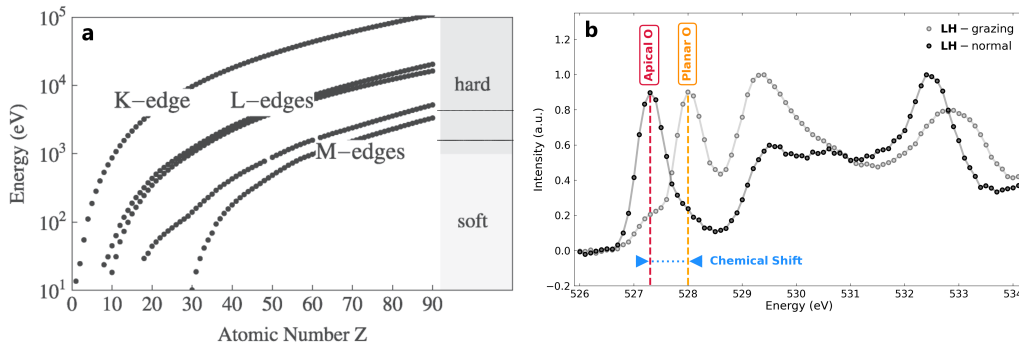 a
10^5
10^4
10^3
10^2
10^1
Energy (eV)
K−edge
L−edges
M−edges
hard
soft
0 10 20 30 40 50 60 70 80 90
Atomic Number Z
b
Apical O
Planar O
LH − grazing
LH − normal
1.2
1.0
0.8
0.6
0.4
0.2
0.0
−0.2
Intensity (a.u.)
Chemical Shift
526 527 528 529 530 531 532 533 534
Energy (eV)